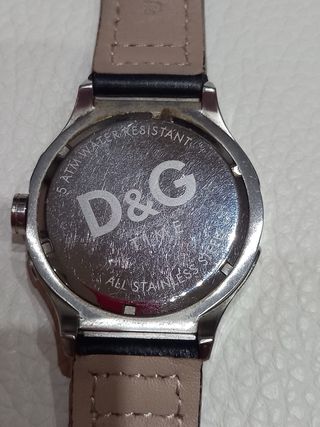 5 ATM WATER RESISTANT
D&G
TIME
ALL STAINLESS STEEL